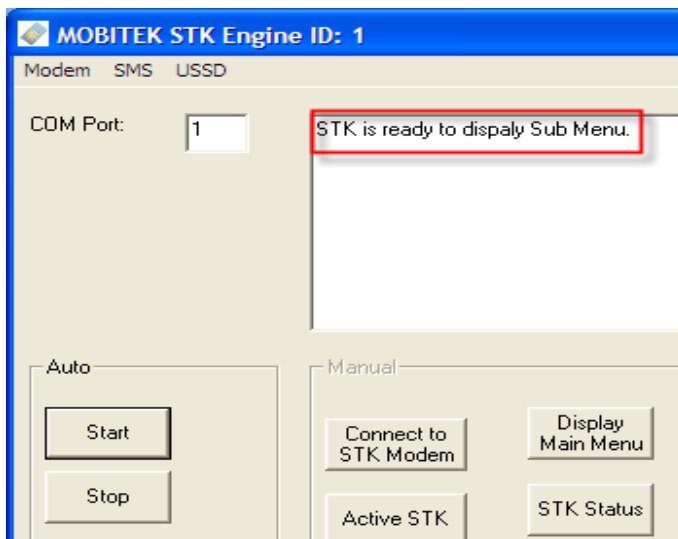 MOBITEK STK Engine ID: 1
Modem SMS USSD
COM Port: 1
STK is ready to dispaly Sub Menu.
Auto
Start
Stop
Manual
Connect to
STK Modem
Display
Main Menu
Active STK
STK Status